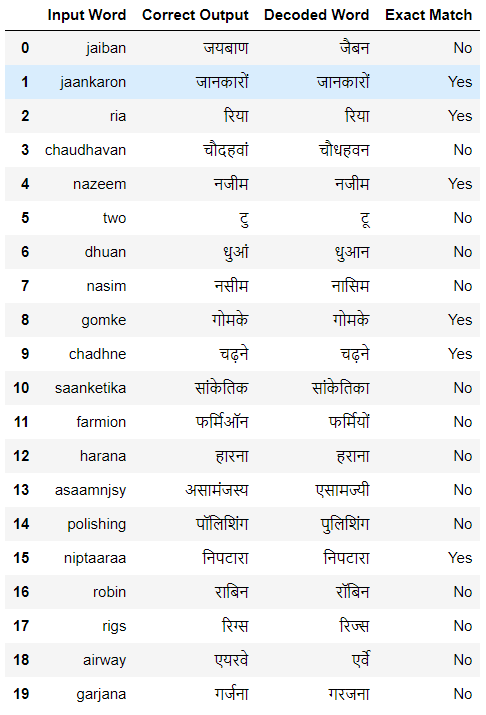 Input Word Correct Output Decoded Word Exact Match
0 jaiban जयबाण जैबन No
1 jaankaron जानकारों जानकारों Yes
2 ria रिया रिया Yes
3 chaudhavan चौदहवां चौधहवन No
4 nazeem नजीम नजीम Yes
5 two टु टू No
6 dhuan धुआं धुआन No
7 nasim नसीम नासिम No
8 gomke गोमके गोमके Yes
9 chadhne चढ़ने चढ़ने Yes
10 saanketika सांकेतिक सांकेतिका No
11 farmion फर्मिऑन फर्मियों No
12 harana हारना हराना No
13 asaamnjsy असामंजस्य एसामज्यी No
14 polishing पॉलिशिंग पुलिशिंग No
15 niptaaraa निपटारा निपटारा Yes
16 robin राबिन रॉबिन No
17 rigs रिग्स रिज्स No
18 airway एयरवे एर्वे No
19 garjana गर्जना गरजना No